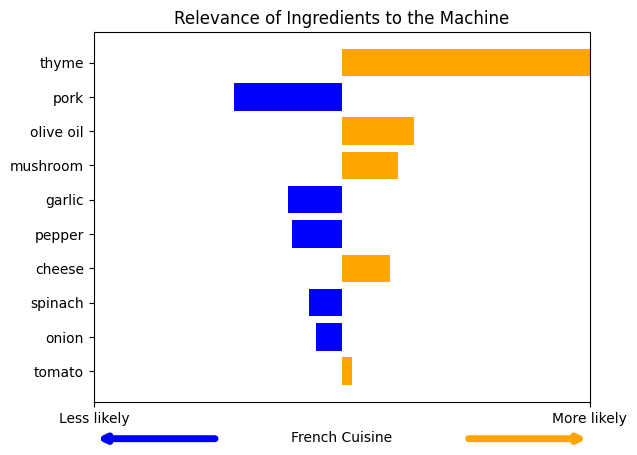 Relevance of Ingredients to the Machine
thyme
pork
olive oil
mushroom
garlic
pepper
cheese
spinach
onion
tomato
Less likely
More likely
French Cuisine